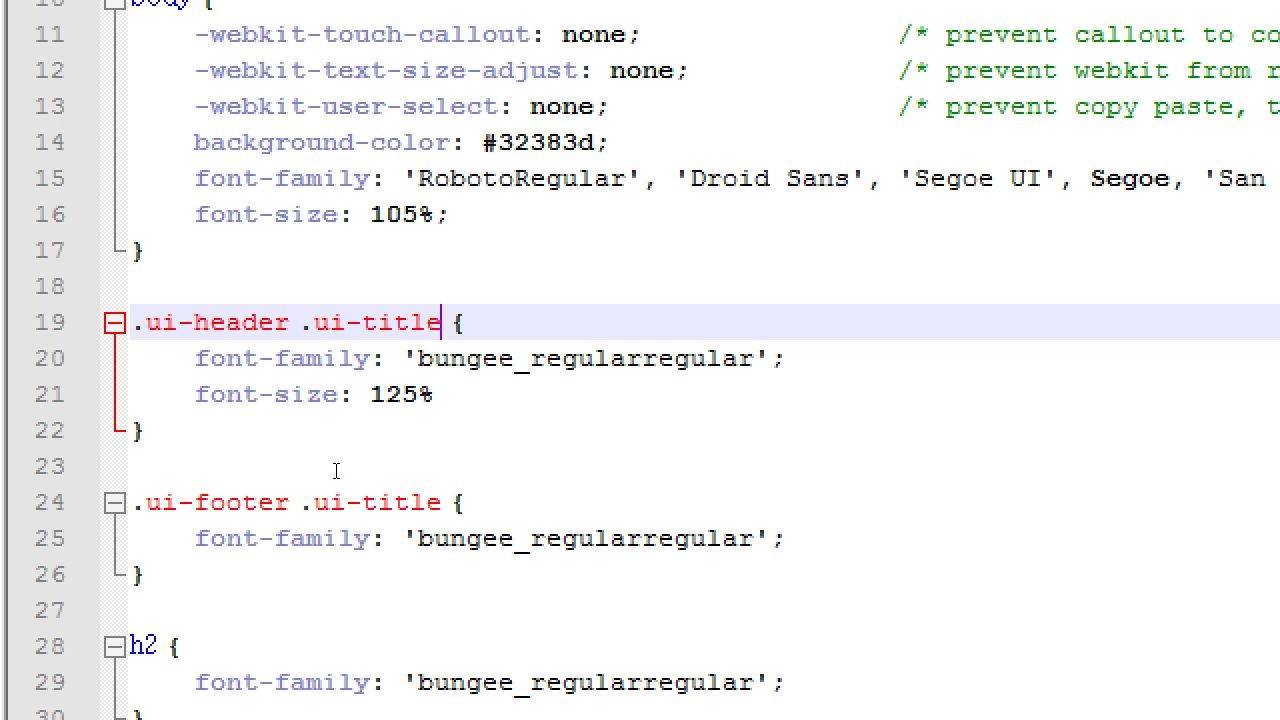 body {
11 -webkit-touch-callout: none; /* prevent callout to co
12 -webkit-text-size-adjust: none; /* prevent webkit from r
13 -webkit-user-select: none; /* prevent copy paste, t
14 background-color: #32383d;
15 font-family: 'RobotoRegular', 'Droid Sans', 'Segoe UI', Segoe, 'San
16 font-size: 105%;
17 }
18
19 .ui-header .ui-title {
20 font-family: 'bungee_regularregular';
21 font-size: 125%
22 }
23
24 .ui-footer .ui-title {
25 font-family: 'bungee_regularregular';
26 }
27
28 h2 {
29 font-family: 'bungee_regularregular';
30 }